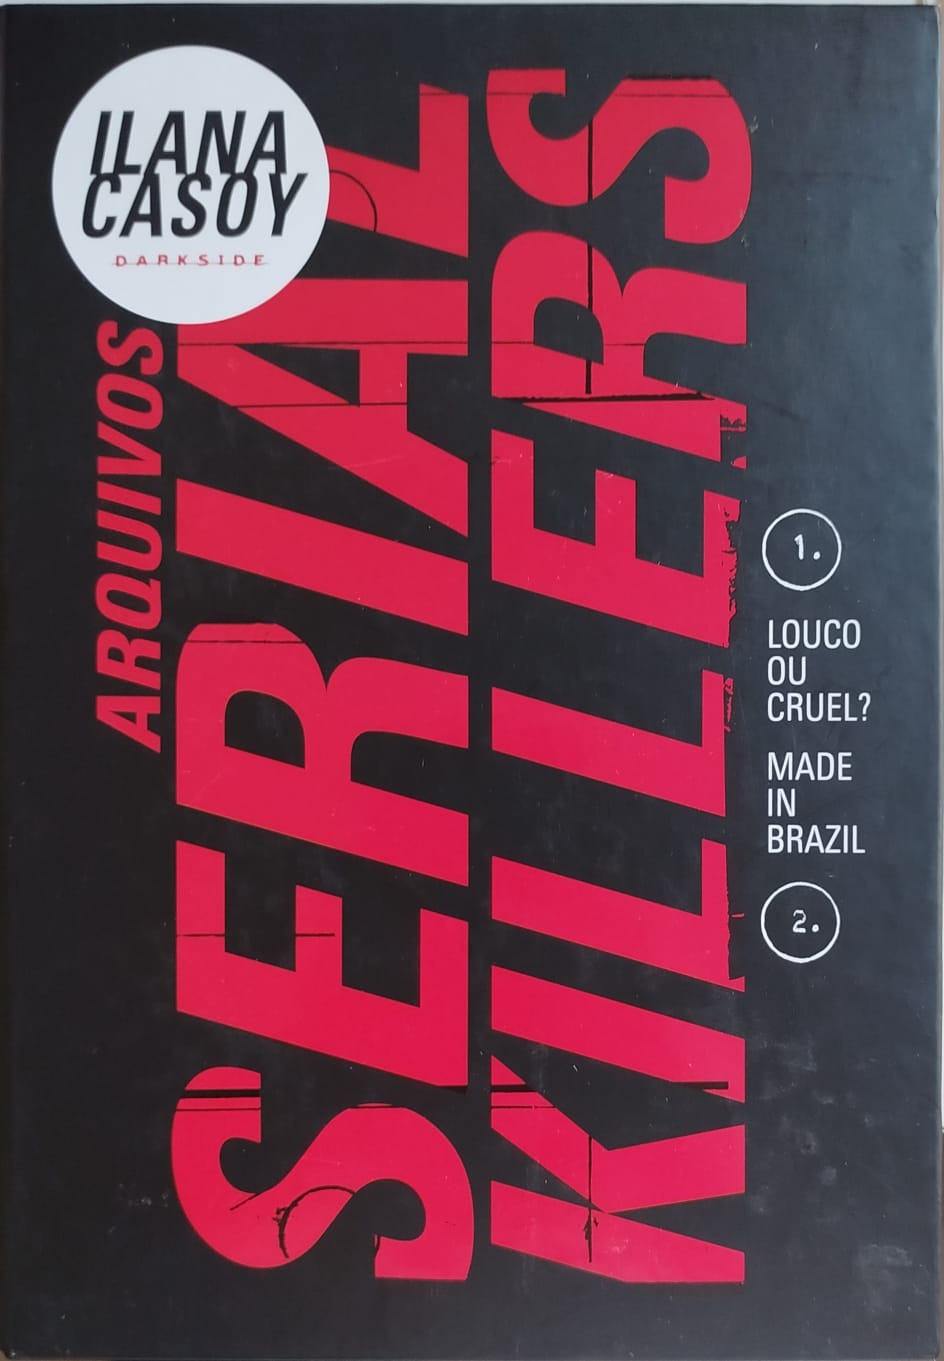 ILANA
CASOY
DARKSIDE
ARQUIVOS
SERIAL
KILLERS
1.
LOUCO
OU
CRUEL?
MADE
IN
BRAZIL
2.